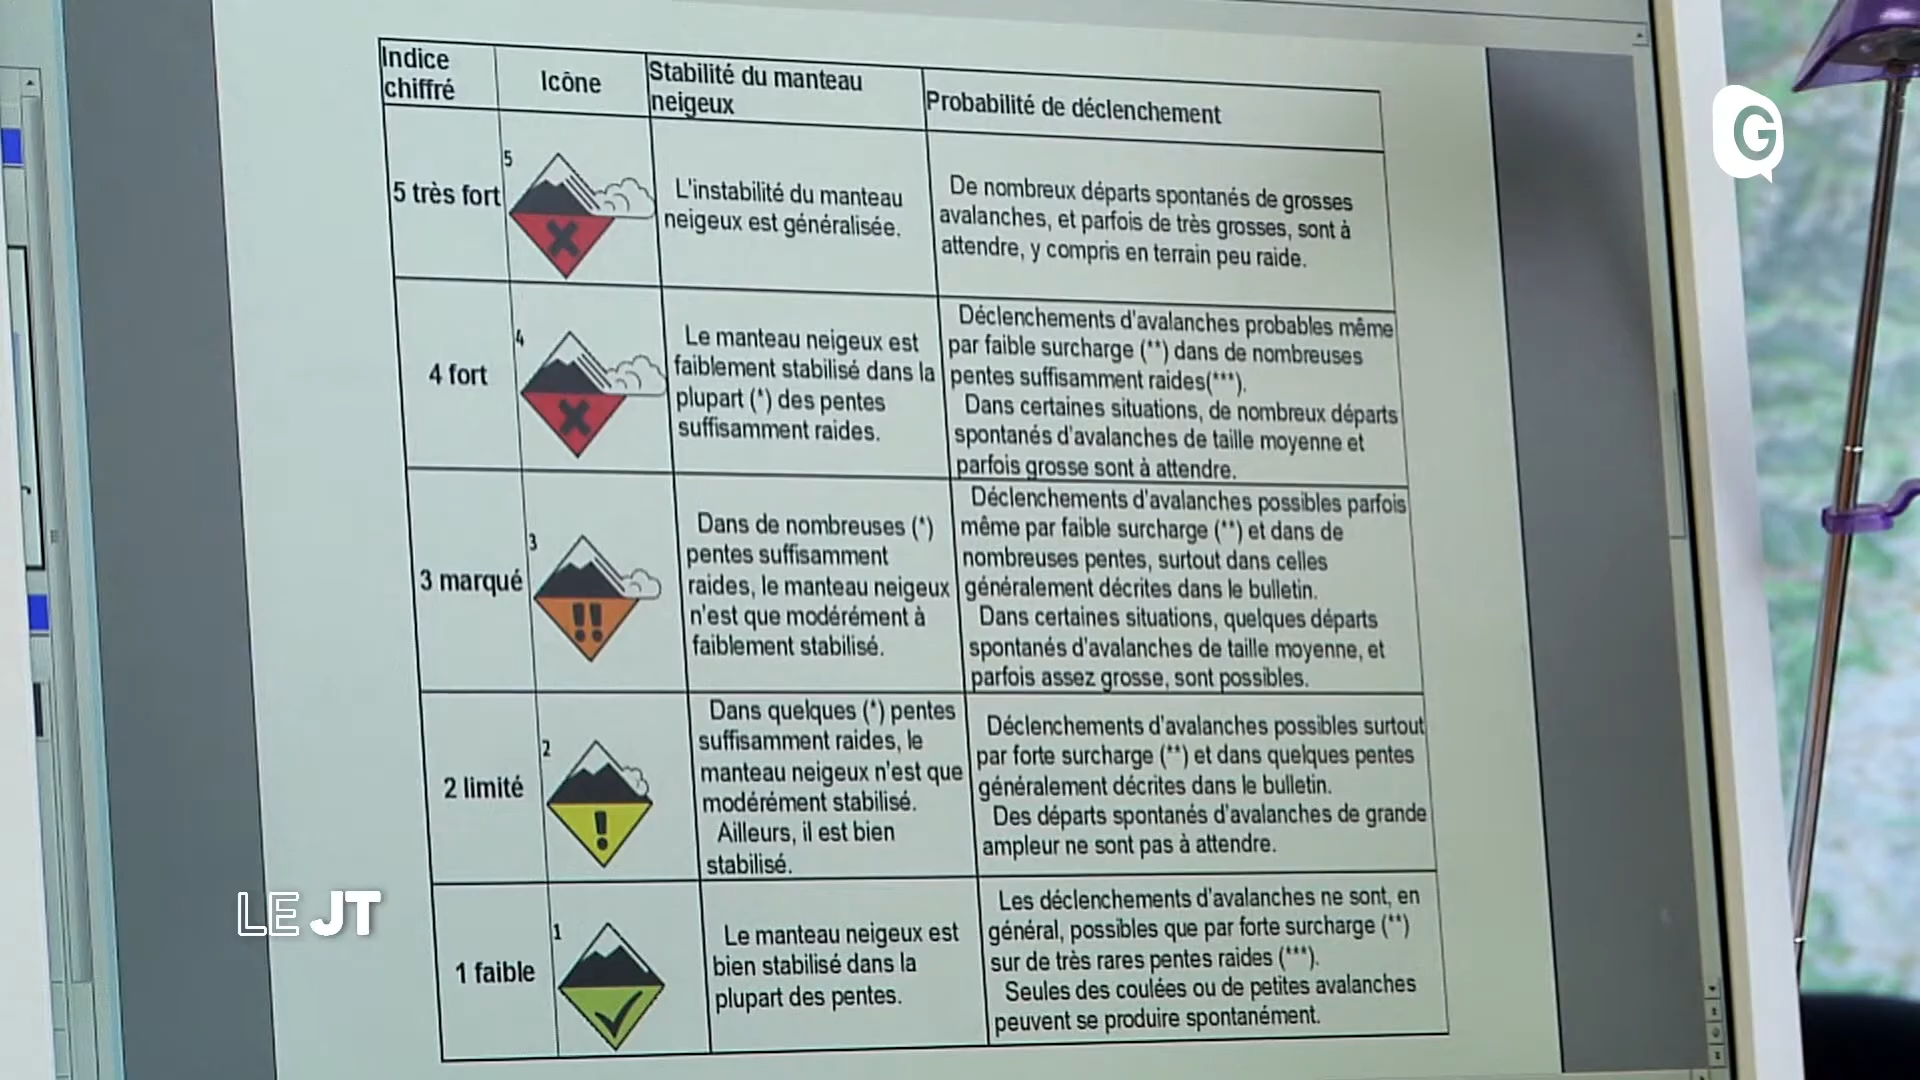 Indice
chiffré
Icône
Stabilité du manteau
neigeux
Probabilité de déclenchement
5 très fort
5
L'instabilité du manteau
neigeux est généralisée.
De nombreux départs spontanés de grosses
avalanches, et parfois de très grosses, sont à
attendre, y compris en terrain peu raide.
4 fort
4
Le manteau neigeux est
faiblement stabilisé dans la
plupart (*) des pentes
suffisamment raides.
Déclenchements d'avalanches probables même
par faible surcharge (**) dans de nombreuses
pentes suffisamment raides(***).
Dans certaines situations, de nombreux départs
spontanés d'avalanches de taille moyenne et
parfois grosse sont à attendre.
3 marqué
3
Dans de nombreuses (*)
pentes suffisamment
raides, le manteau neigeux
n'est que modérément à
faiblement stabilisé.
Déclenchements d'avalanches possibles parfois
même par faible surcharge (**) et dans de
nombreuses pentes, surtout dans celles
généralement décrites dans le bulletin.
Dans certaines situations, quelques départs
spontanés d'avalanches de taille moyenne, et
parfois assez grosse, sont possibles.
2 limité
2
Dans quelques (*) pentes
suffisamment raides, le
manteau neigeux n'est que
modérément stabilisé.
Ailleurs, il est bien
stabilisé.
Déclenchements d'avalanches possibles surtout
par forte surcharge (**) et dans quelques pentes
généralement décrites dans le bulletin.
Des départs spontanés d'avalanches de grande
ampleur ne sont pas à attendre.
1 faible
1
Le manteau neigeux est
bien stabilisé dans la
plupart des pentes.
Les déclenchements d'avalanches ne sont, en
général, possibles que par forte surcharge (**)
sur de très rares pentes raides (***).
Seules des coulées ou de petites avalanches
peuvent se produire spontanément.
G
LE JT